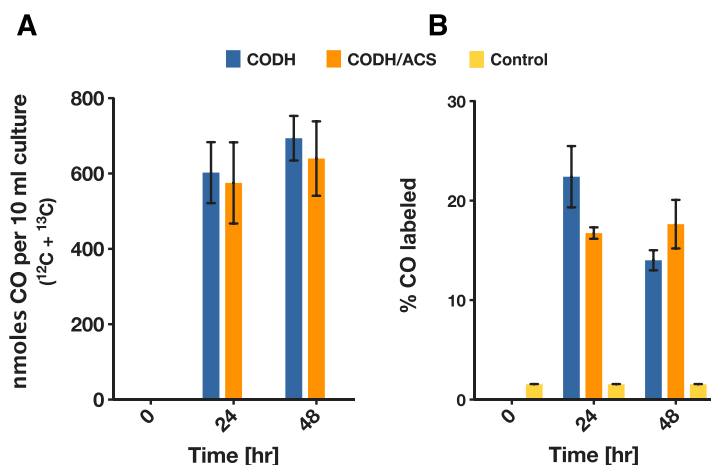 A
B
CODH
CODH/ACS
Control
nmoles CO per 10 ml culture
(¹²C + ¹³C)
800
600
400
200
0
0
24
48
Time [hr]
% CO labeled
30
20
10
0
0
24
48
Time [hr]